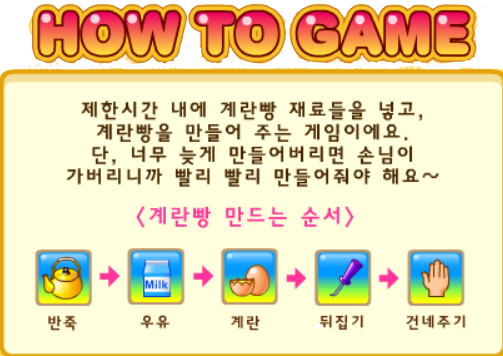 HOW TO GAME
제한시간 내에 계란빵 재료들을 넣고,
계란빵을 만들어 주는 게임이에요.
단, 너무 늦게 만들어버리면 손님이
가버리니까 빨리 빨리 만들어줘야 해요~
<계란빵 만드는 순서>
Milk
반죽 우유 계란 뒤집기 건네주기